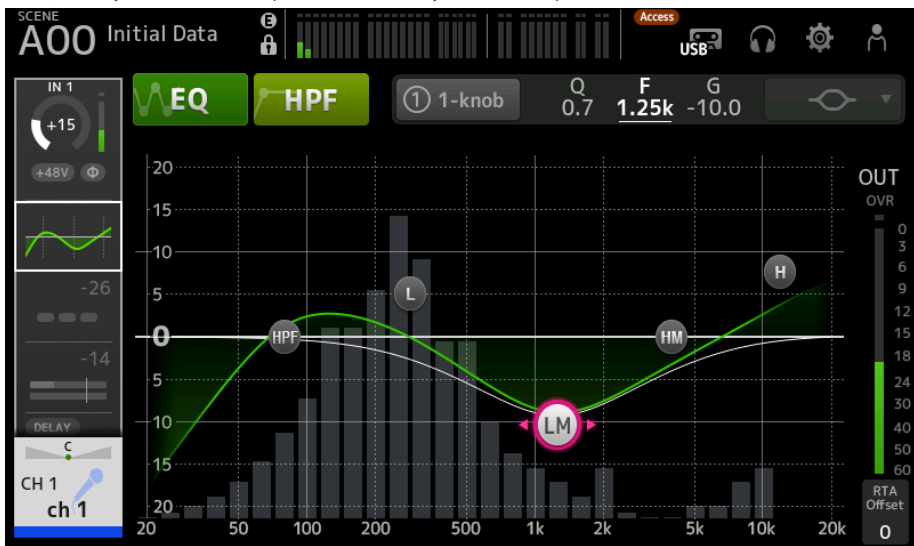 SCENE
A00 Initial Data
E
Access
USB
IN 1
+15
+48V Φ
-26
-14
DELAY
C
CH 1
ch 1
EQ
HPF
1 1-knob
Q F G
0.7 1.25k -10.0
20
15
10
5
0
5
10
15
20
HPF
L
LM
HM
H
20 50 100 200 500 1k 2k 5k 10k 20k
OUT
OVR
0
3
6
9
12
15
18
24
30
40
50
60
RTA
Offset
0